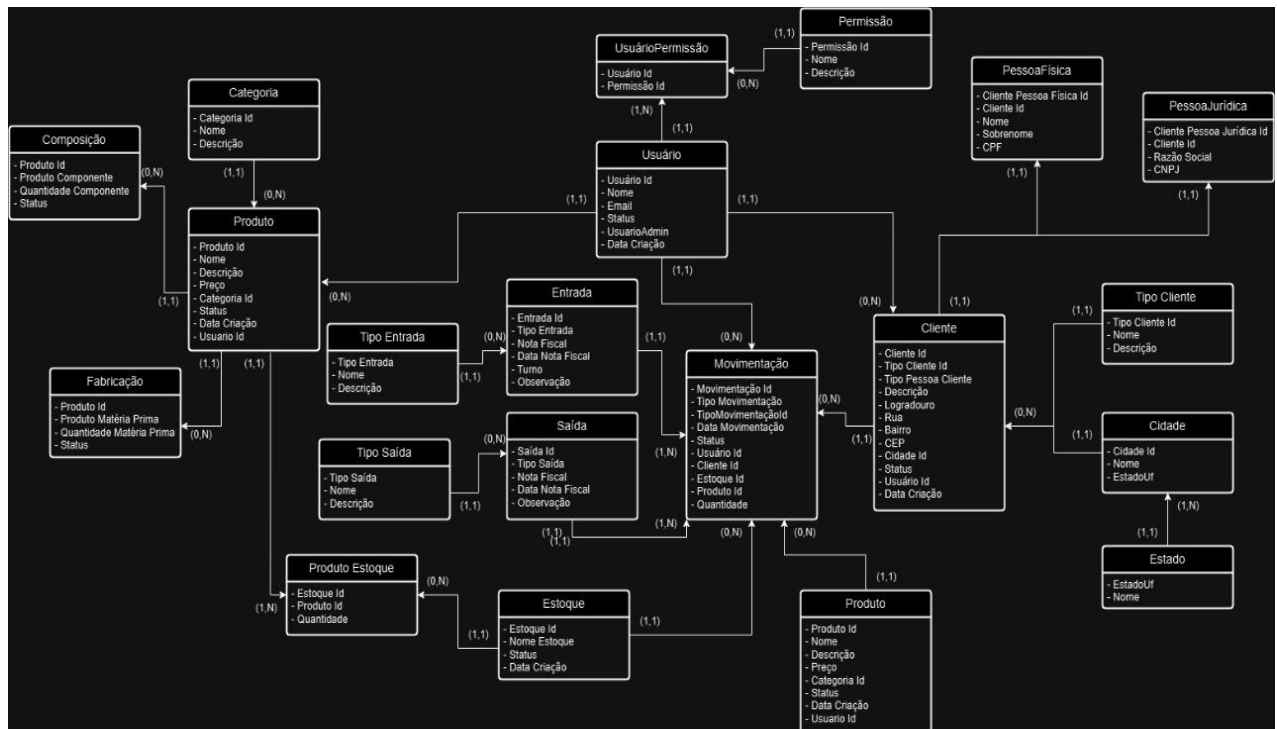 Permissão
- Permissão Id
- Nome
- Descrição
(1,1)
(0,N)
UsuárioPermissão
- Usuário Id
- Permissão Id
(1,N)
(1,1)
PessoaFísica
- Cliente Pessoa Física Id
- Cliente Id
- Nome
- Sobrenome
- CPF
(1,1)
PessoaJurídica
- Cliente Pessoa Jurídica Id
- Cliente Id
- Razão Social
- CNPJ
(1,1)
Categoria
- Categoria Id
- Nome
- Descrição
(1,1)
(0,N)
Composição
- Produto Id
- Produto Componente
- Quantidade Componente
- Status
(0,N)
Usuário
- Usuário Id
- Nome
- Email
- Status
- UsuarioAdmin
- Data Criação
(1,1)
(1,1)
(1,1)
Produto
- Produto Id
- Nome
- Descrição
- Preço
- Categoria Id
- Status
- Data Criação
- Usuario Id
(0,N)
(1,1)
(1,1)
(1,1)
Entrada
- Entrada Id
- Tipo Entrada
- Nota Fiscal
- Data Nota Fiscal
- Turno
- Observação
(0,N)
(1,1)
Tipo Entrada
- Tipo Entrada
- Nome
- Descrição
(1,1)
Fabricação
- Produto Id
- Produto Matéria Prima
- Quantidade Matéria Prima
- Status
(0,N)
Movimentação
- Movimentação Id
- Tipo Movimentação
- TipoMovimentaçãoId
- Data Movimentação
- Status
- Usuário Id
- Cliente Id
- Estoque Id
- Produto Id
- Quantidade
(0,N)
(0,N)
(1,N)
(1,N)
(0,N)
(0,N)
Cliente
- Cliente Id
- Tipo Cliente Id
- Tipo Pessoa Cliente
- Descrição
- Logradouro
- Rua
- Bairro
- CEP
- Cidade Id
- Status
- Usuário Id
- Data Criação
(0,N)
(1,1)
(0,N)
(1,1)
Tipo Cliente
- Tipo Cliente Id
- Nome
- Descrição
(1,1)
Cidade
- Cidade Id
- Nome
- EstadoUf
(1,1)
(1,N)
Estado
- EstadoUf
- Nome
(1,1)
Saída
- Saída Id
- Tipo Saída
- Nota Fiscal
- Data Nota Fiscal
- Observação
(0,N)
(1,1)
(1,1)
Tipo Saída
- Tipo Saída
- Nome
- Descrição
(1,1)
Produto Estoque
- Estoque Id
- Produto Id
- Quantidade
(1,N)
(0,N)
Estoque
- Estoque Id
- Nome Estoque
- Status
- Data Criação
(1,1)
(1,1)
Produto
- Produto Id
- Nome
- Descrição
- Preço
- Categoria Id
- Status
- Data Criação
- Usuario Id
(1,1)